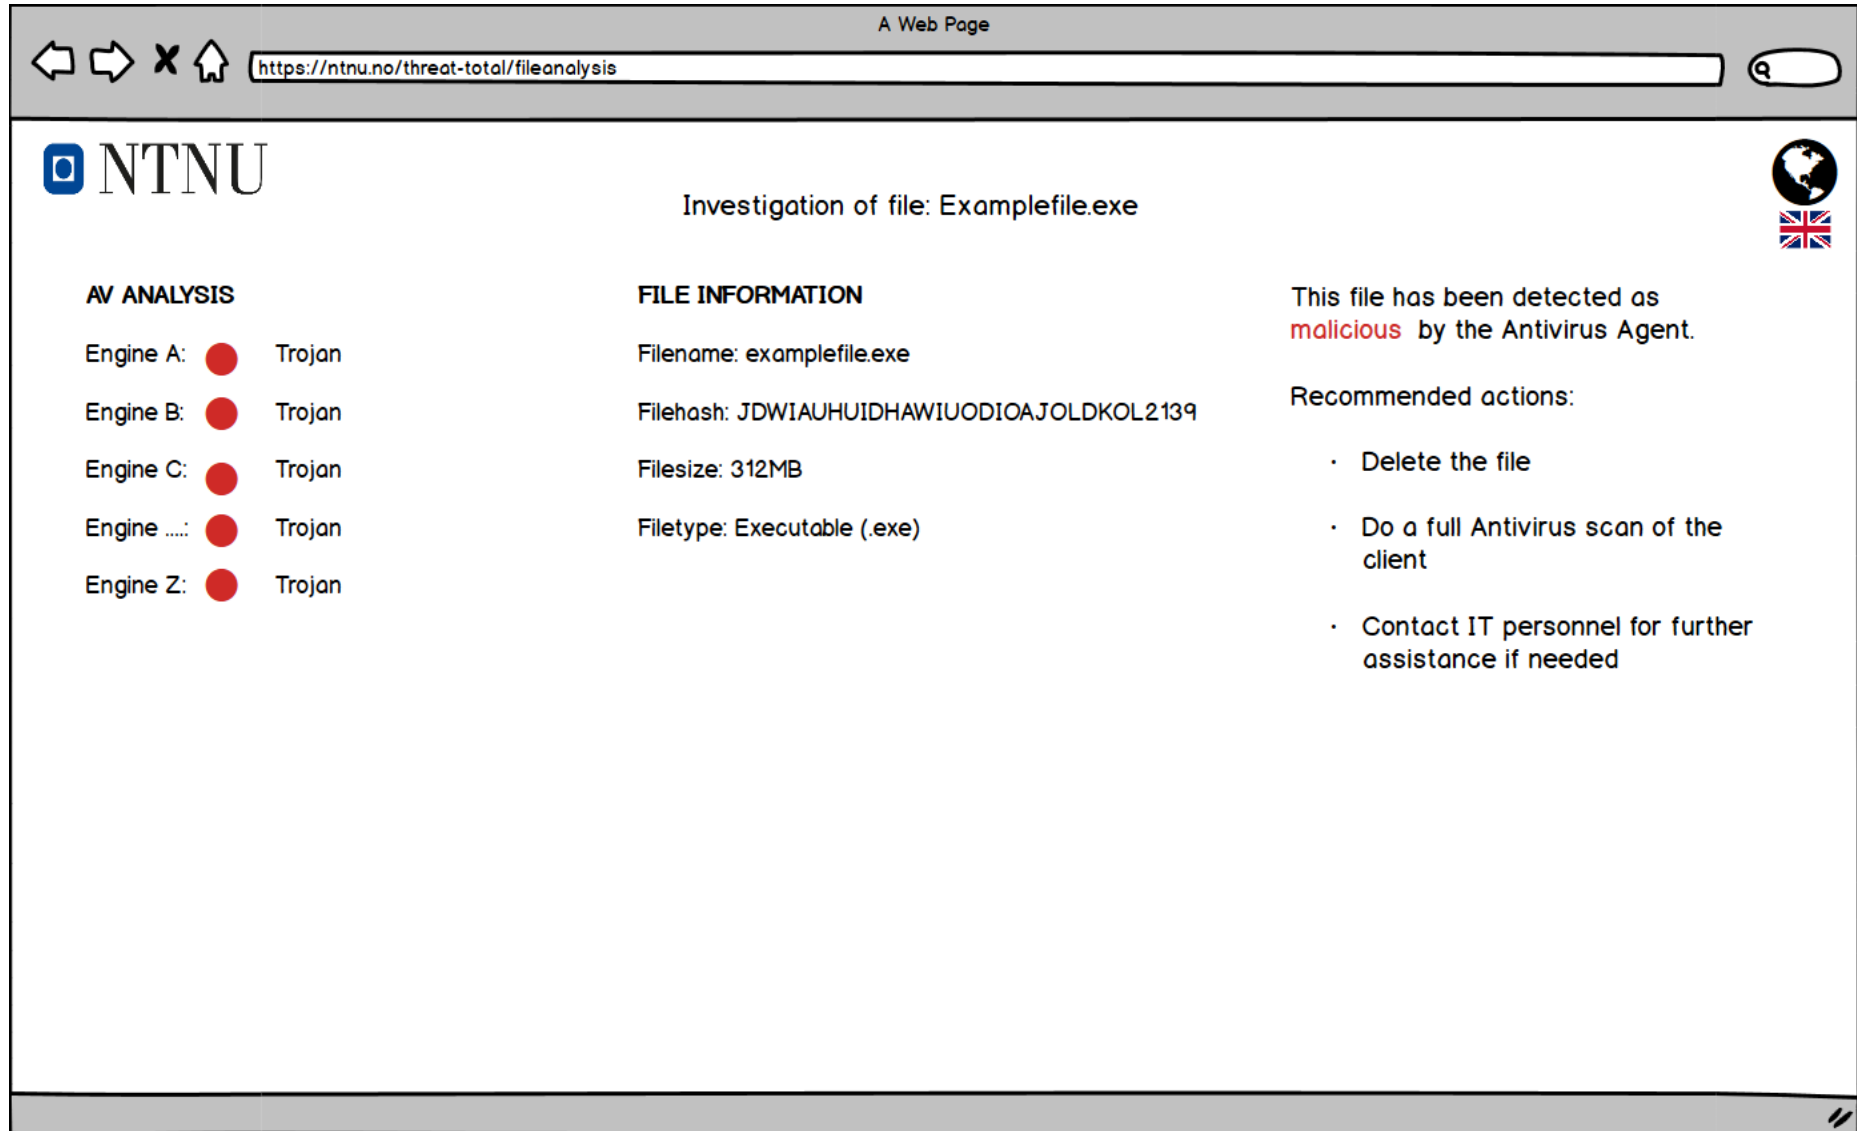 A Web Page
https://ntnu.no/threat-total/fileanalysis
NTNU
Investigation of file: Examplefile.exe
AV ANALYSIS
Engine A: Trojan
Engine B: Trojan
Engine C: Trojan
Engine ....: Trojan
Engine Z: Trojan
FILE INFORMATION
Filename: examplefile.exe
Filehash: JDWIAUHUIDHAWIUODIOAJOLDKOL2139
Filesize: 312MB
Filetype: Executable (.exe)
This file has been detected as
malicious by the Antivirus Agent.
Recommended actions:
· Delete the file
· Do a full Antivirus scan of the
client
· Contact IT personnel for further
assistance if needed